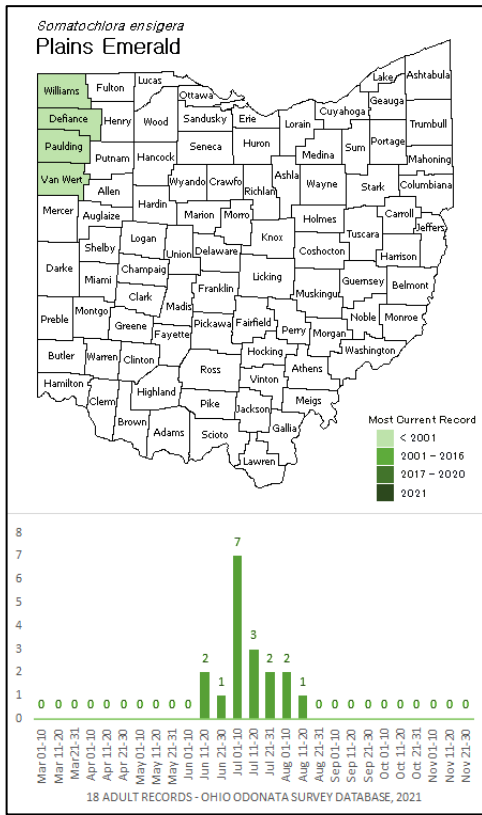 Somatochlora ensigera
Plains Emerald
Williams
Fulton
Lucas
Ottawa
Lake
Ashtabula
Geauga
Defiance
Henry
Wood
Sandusky
Erie
Lorain
Cuyahoga
Trumbull
Paulding
Putnam
Hancock
Seneca
Huron
Medina
Sum
Portage
Mahoning
Van Wert
Allen
Wyando
Crawfo
Richlan
Ashla
Wayne
Stark
Columbiana
Mercer
Auglaize
Hardin
Marion
Morro
Holmes
Carroll
Jeffers
Tuscara
Shelby
Logan
Union
Delaware
Knox
Coshocton
Harrison
Darke
Miami
Champaig
Licking
Guernsey
Belmont
Clark
Madis
Franklin
Muskingu
Preble
Montgo
Greene
Fayette
Pickawa
Fairfield
Perry
Morgan
Noble
Monroe
Butler
Warren
Clinton
Hocking
Washington
Hamilton
Clerm
Highland
Ross
Vinton
Athens
Brown
Adams
Pike
Scioto
Jackson
Meigs
Gallia
Lawren
Most Current Record
< 2001
2001 - 2016
2017 - 2020
2021
8
7
6
5
4
3
2
1
0
0 0 0 0 0 0 0 0 0 0 2 1 7 3 2 2 1 0 0 0 0 0 0 0 0 0 0
Mar 01-10
Mar 11-20
Mar21-31
Apr 01-10
Apr 11-20
Apr 21-30
May 01-10
May 11-20
May 21-31
Jun 01-10
Jun 11-20
Jun 21-30
Jul 01-10
Jul 11-20
Jul 21-31
Aug 01-10
Aug 11-20
Aug 21-31
Sep 01-10
Sep 11-20
Sep 21-30
Oct 01-10
Oct 11-20
Oct 21-31
Nov 01-10
Nov 11-20
Nov 21-30
18 ADULT RECORDS - OHIO ODONATA SURVEY DATABASE, 2021